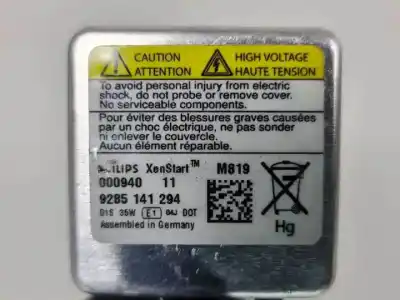 CAUTION
ATTENTION
HIGH VOLTAGE
HAUTE TENSION
To avoid personal injury from electric
shock, do not probe or remove cover.
No serviceable components.
Pour éviter des blessures graves causées
par un choc électrique, ne pas sonder
ni enlever le couvercle.
Aucun élément réparable.
PHILIPS XenStart™ M819
000940 11
9285 141 294
D1S 35W E1 04J DOT
Assembled in Germany
Hg